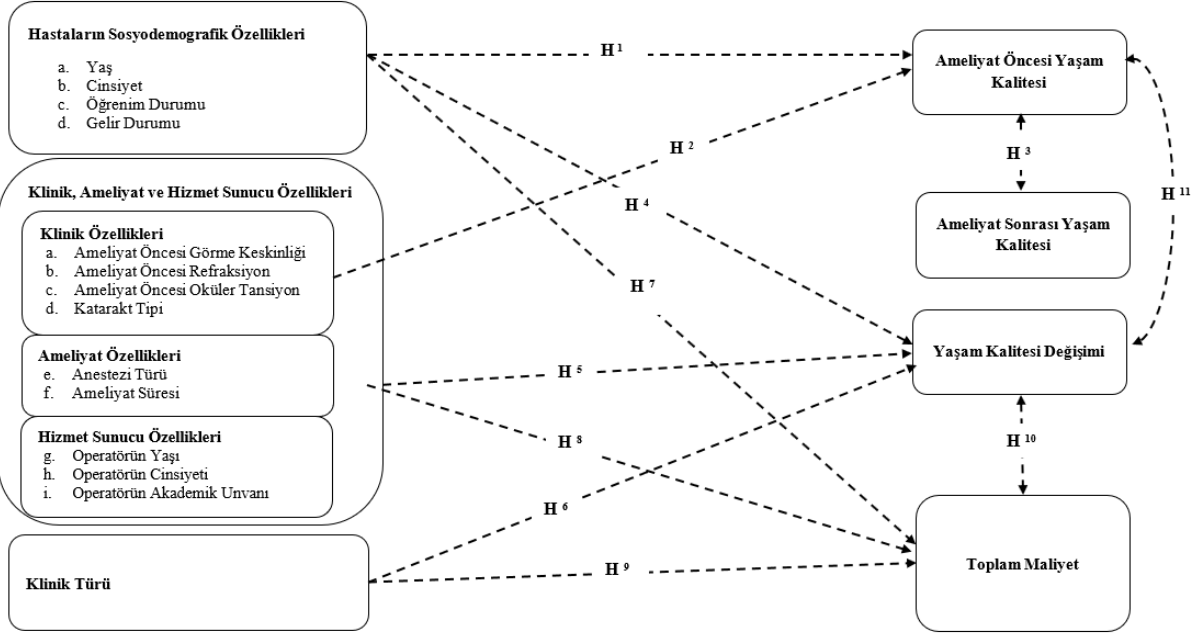 Hastaların Sosyodemografik Özellikleri
a. Yaş
b. Cinsiyet
c. Öğrenim Durumu
d. Gelir Durumu
Klinik, Ameliyat ve Hizmet Sunucu Özellikleri
Klinik Özellikleri
a. Ameliyat Öncesi Görme Keskinliği
b. Ameliyat Öncesi Refraksiyon
c. Ameliyat Öncesi Oküler Tansiyon
d. Katarakt Tipi
Ameliyat Özellikleri
e. Anestezi Türü
f. Ameliyat Süresi
Hizmet Sunucu Özellikleri
g. Operatörün Yaşı
h. Operatörün Cinsiyeti
i. Operatörün Akademik Unvanı
Klinik Türü
H 1
H 2
H 4
H 7
H 5
H 8
H 6
H 9
Ameliyat Öncesi Yaşam
Kalitesi
H 3
Ameliyat Sonrası Yaşam
Kalitesi
H 11
Yaşam Kalitesi Değişimi
H 10
Toplam Maliyet